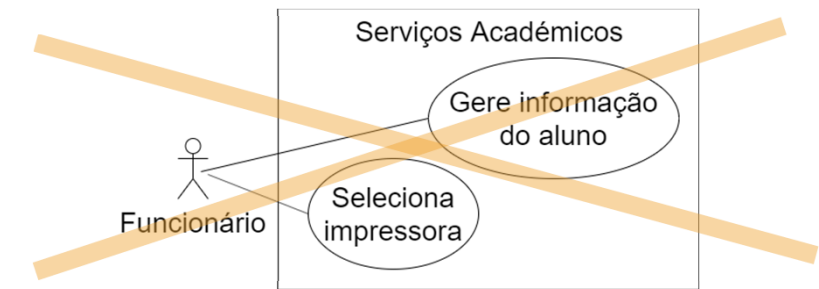 Serviços Académicos
Gere informação
do aluno
Seleciona
impressora
Funcionário